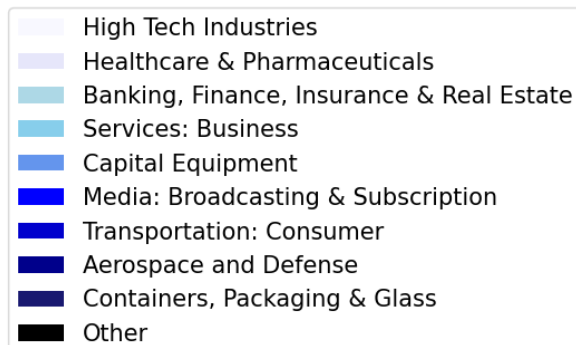 High Tech Industries
Healthcare & Pharmaceuticals
Banking, Finance, Insurance & Real Estate
Services: Business
Capital Equipment
Media: Broadcasting & Subscription
Transportation: Consumer
Aerospace and Defense
Containers, Packaging & Glass
Other